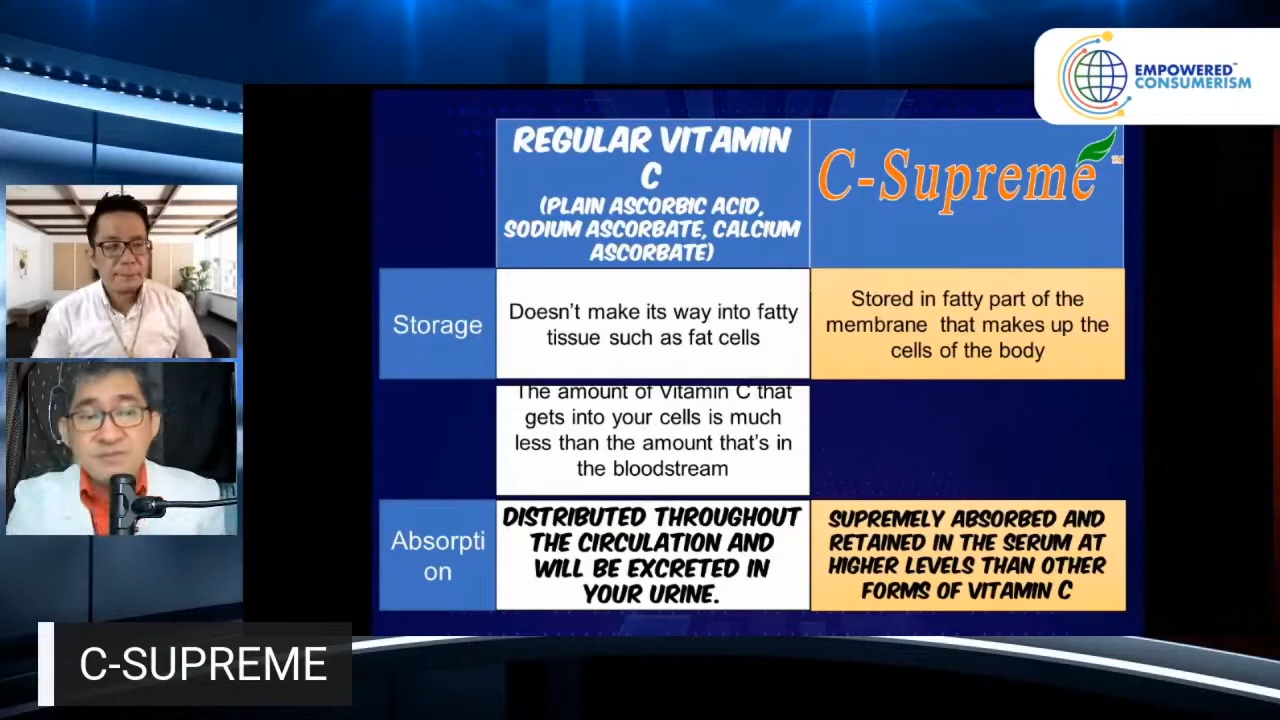 EMPOWERED™
CONSUMERISM
REGULAR VITAMIN
C
(PLAIN ASCORBIC ACID,
SODIUM ASCORBATE, CALCIUM
ASCORBATE)
C-Supreme™
Storage
Doesn't make its way into fatty
tissue such as fat cells
Stored in fatty part of the
membrane that makes up the
cells of the body
The amount of Vitamin C that
gets into your cells is much
less than the amount that's in
the bloodstream
Absorpti
on
DISTRIBUTED THROUGHOUT
THE CIRCULATION AND
WILL BE EXCRETED IN
YOUR URINE.
SUPREMELY ABSORBED AND
RETAINED IN THE SERUM AT
HIGHER LEVELS THAN OTHER
FORMS OF VITAMIN C
C-SUPREME